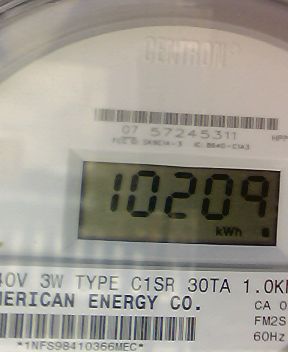 CENTRON
07 57245311
10209
kWh
40V 3W TYPE C1SR 30TA 1.0K
MERICAN ENERGY CO.
CA 0
FM2S
60Hz
*1NFS98410366MEC*